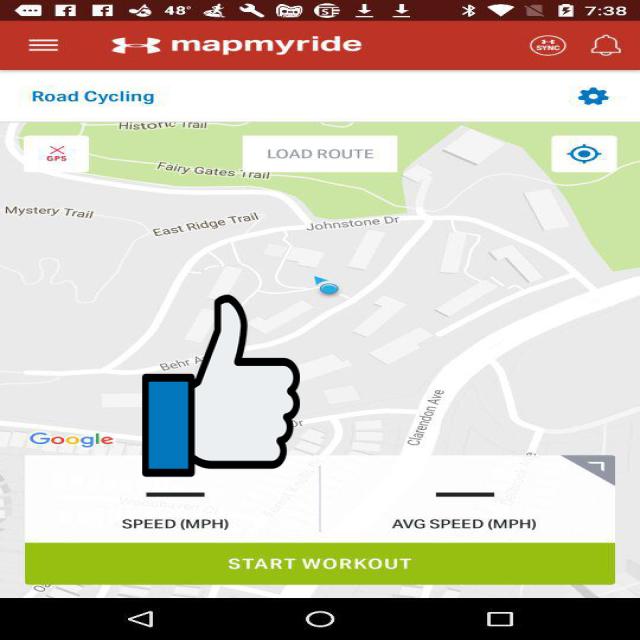 48°
7:38
mapmyride
SYNC
Road Cycling
Historic Trail
GPS
LOAD ROUTE
Fairy Gates Trail
Mystery Trail
East Ridge Trail
Johnstone Dr
Behr A
Clarendon Ave
Dr
Google
SPEED (MPH)
AVG SPEED (MPH)
START WORKOUT